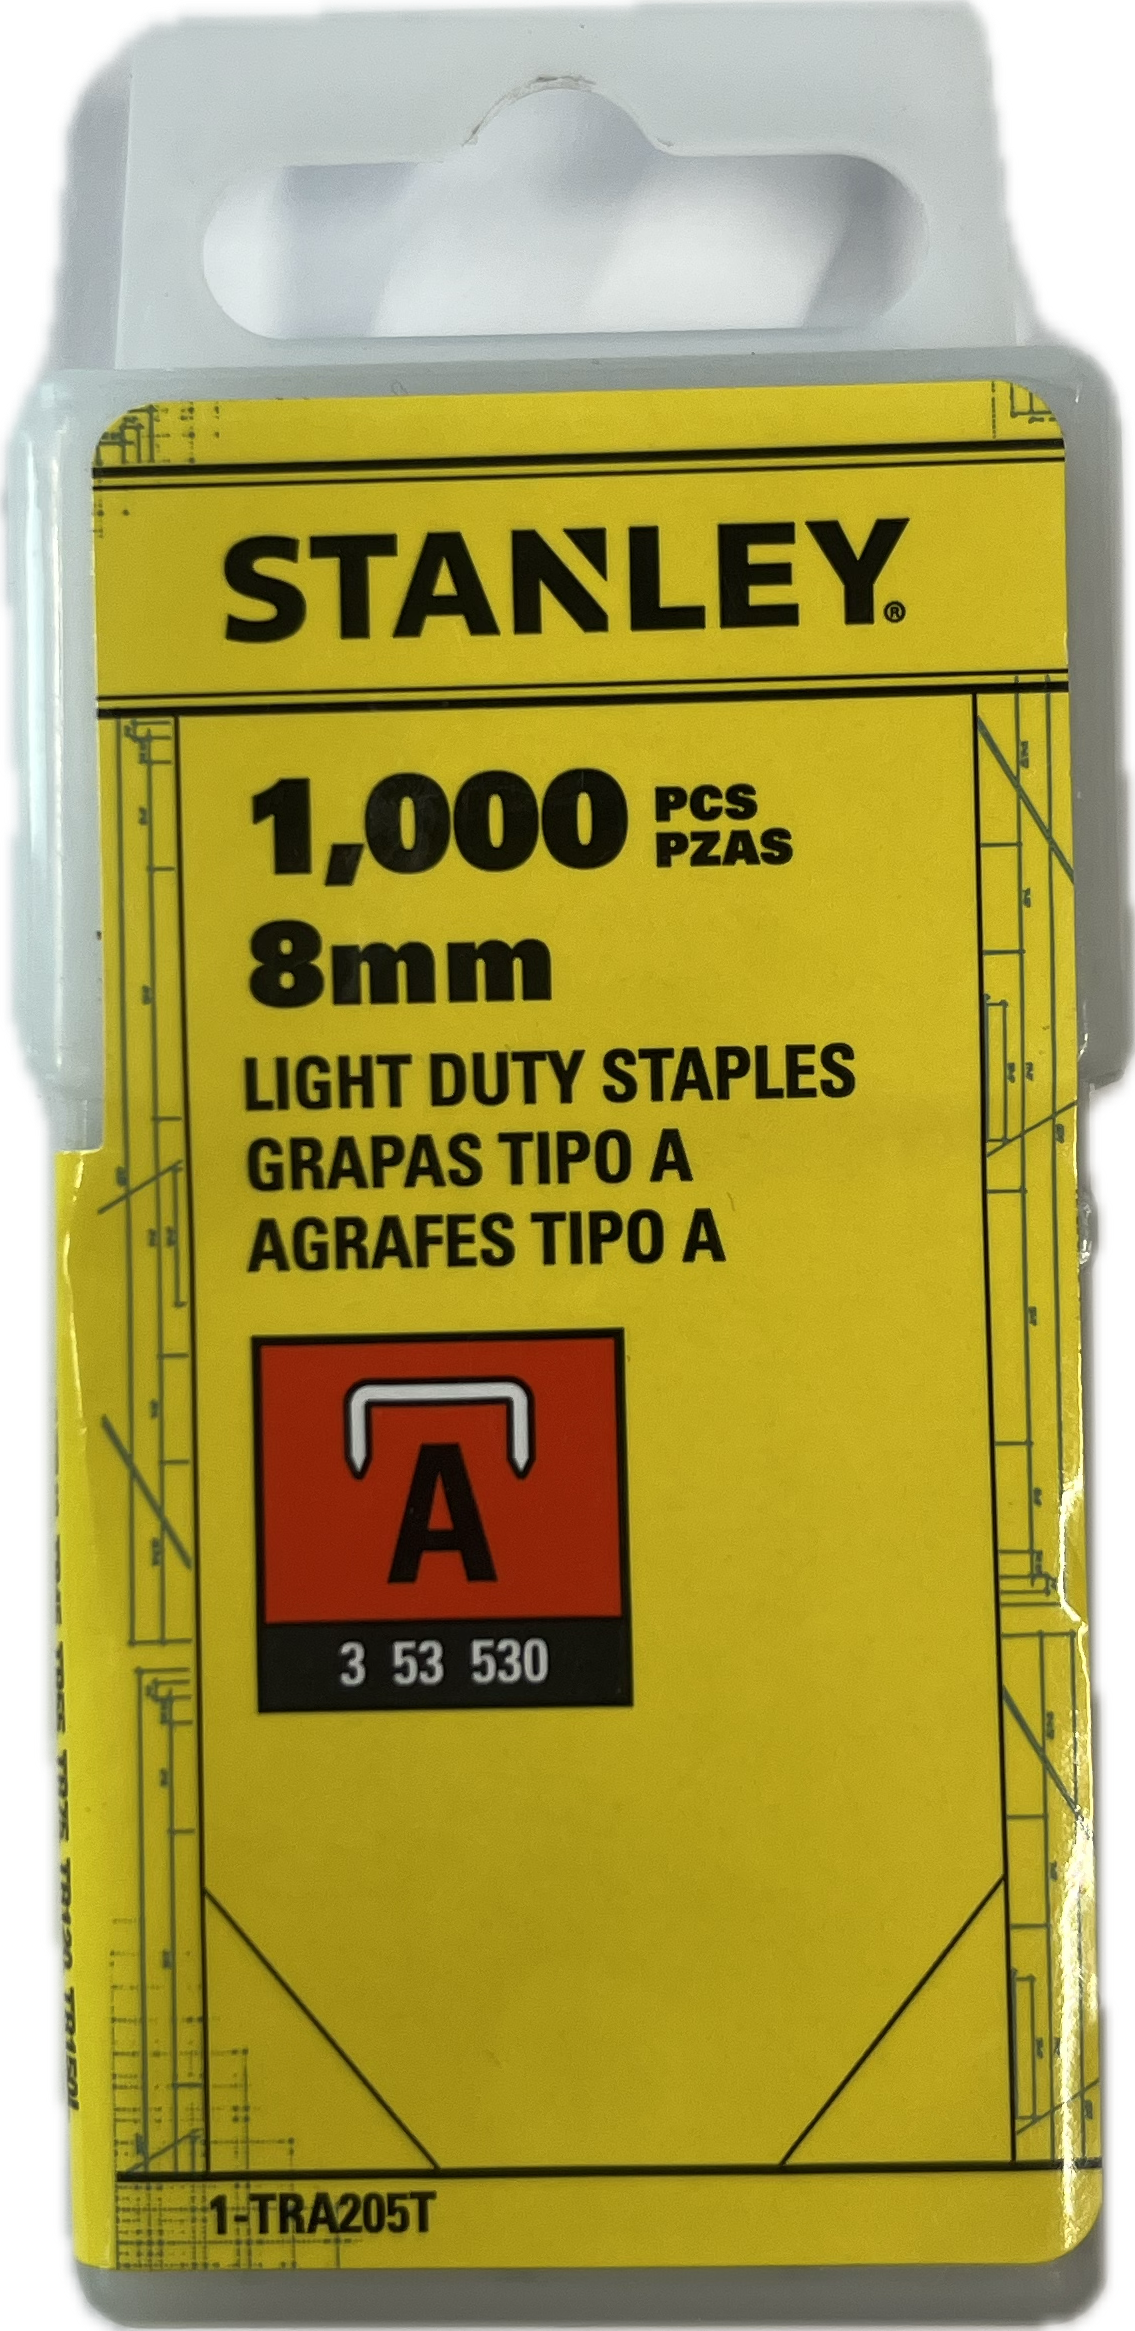 STANLEY®
1,000 PCS
PZAS
8mm
LIGHT DUTY STAPLES
GRAPAS TIPO A
AGRAFES TIPO A
A
3 53 530
1-TRA205T